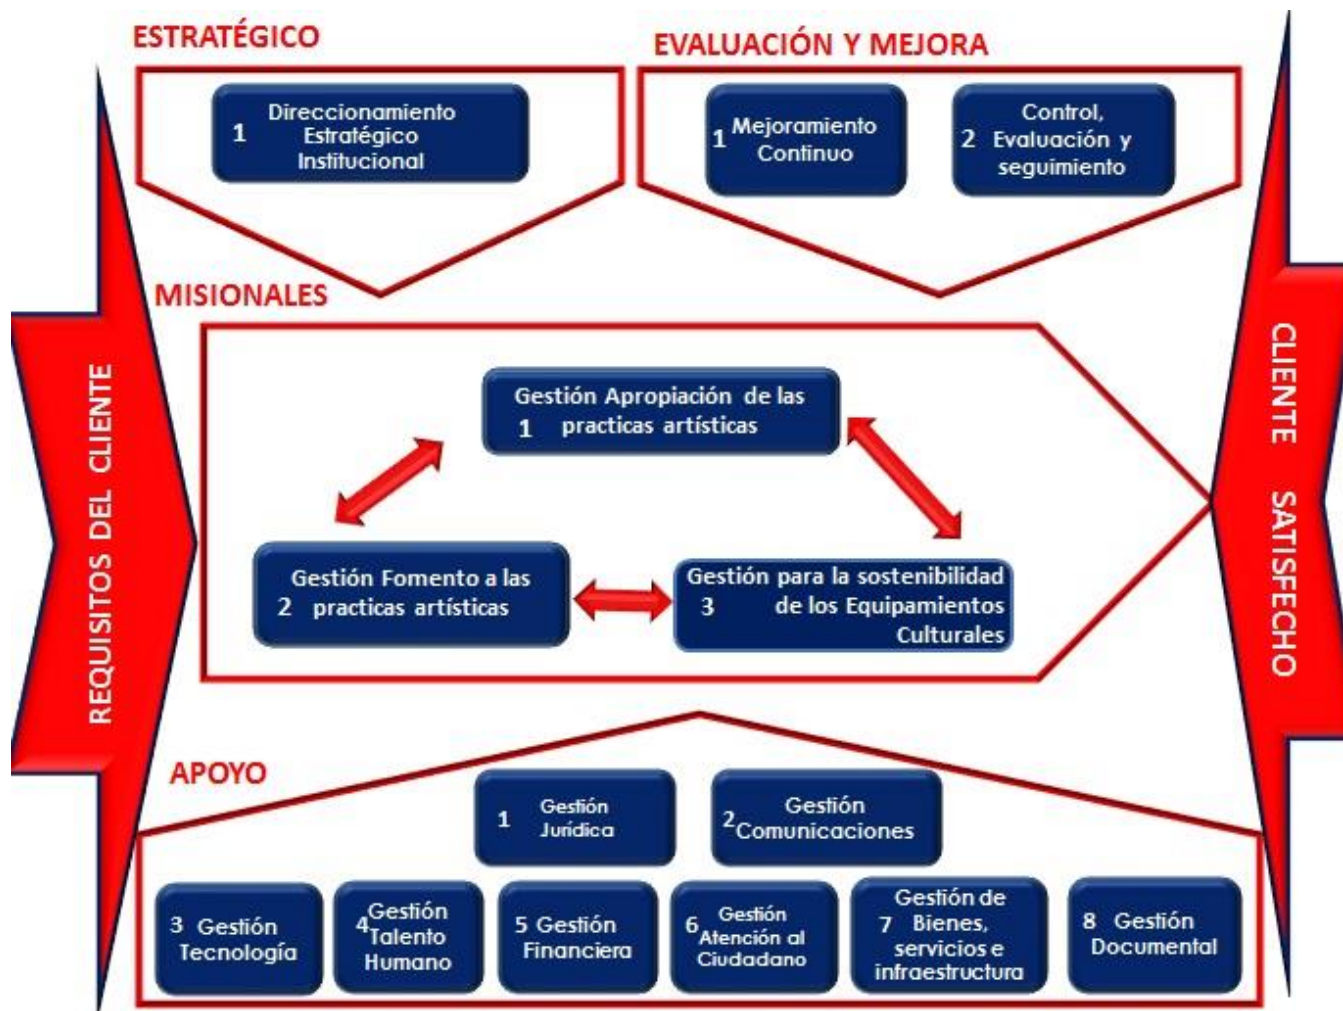 ESTRATÉGICO
EVALUACIÓN Y MEJORA
1 Direccionamiento
Estratégico
Institucional
1 Mejoramiento
Continuo
Control,
2 Evaluación y
seguimiento
MISIONALES
REQUISITOS DEL CLIENTE
CLIENTE SATISFECHO
Gestión Apropiación de las
1 practicas artísticas
Gestión Fomento a las
2 practicas artísticas
Gestión para la sostenibilidad
3 de los Equipamientos
Culturales
APOYO
1 Gestión
Jurídica
Gestión
2 Comunicaciones
3 Gestión
Tecnología
Gestión
4 Talento
Humano
5 Gestión
Financiera
Gestión
6 Atención al
Ciudadano
Gestión de
7 Bienes,
servicios e
infraestructura
8 Gestión
Documental